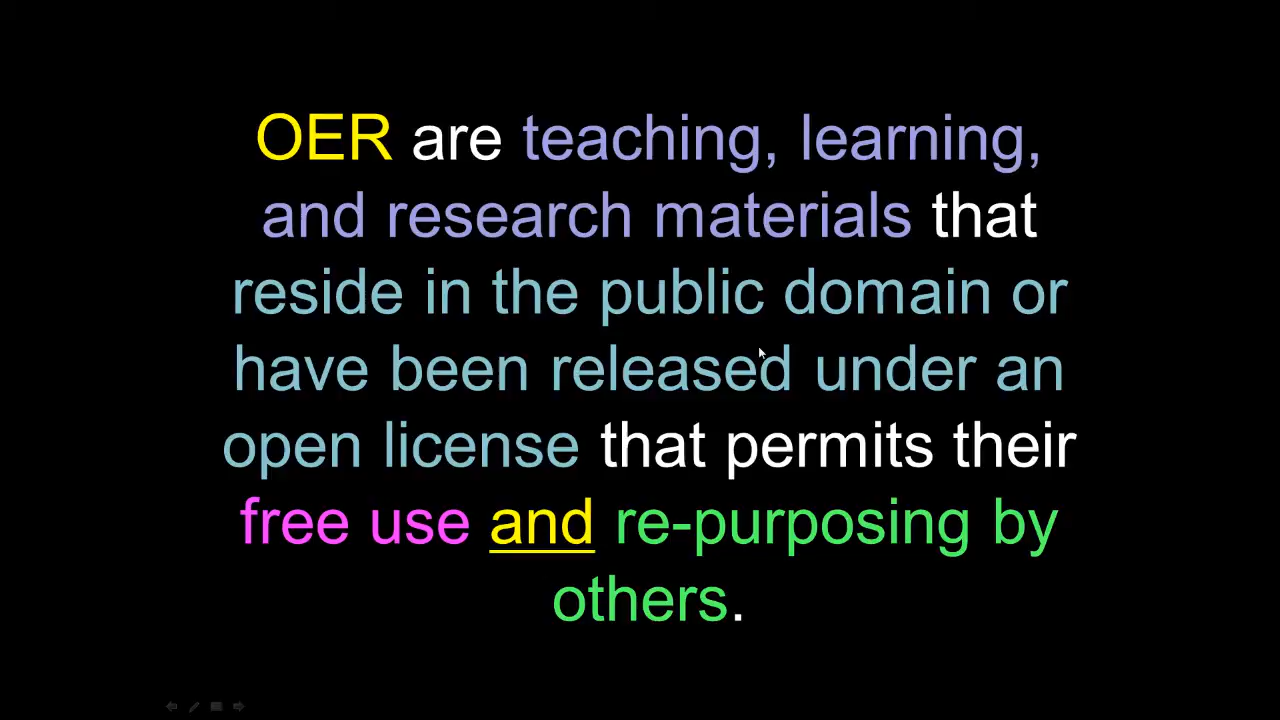 OER are teaching, learning,
and research materials that
reside in the public domain or
have been released under an
open license that permits their
free use and re-purposing by
others.